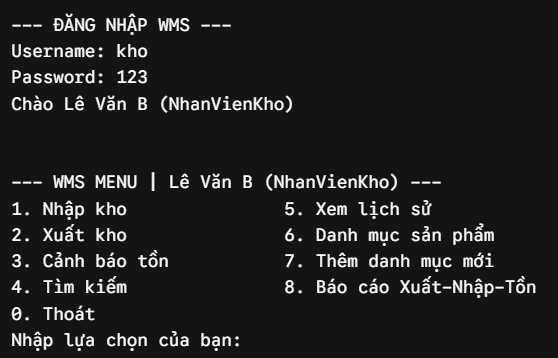 --- ĐĂNG NHẬP WMS ---
Username: kho
Password: 123
Chào Lê Văn B (NhanVienKho)
--- WMS MENU | Lê Văn B (NhanVienKho) ---
1. Nhập kho 5. Xem lịch sử
2. Xuất kho 6. Danh mục sản phẩm
3. Cảnh báo tồn 7. Thêm danh mục mới
4. Tìm kiếm 8. Báo cáo Xuất-Nhập-Tồn
0. Thoát
Nhập lựa chọn của bạn: